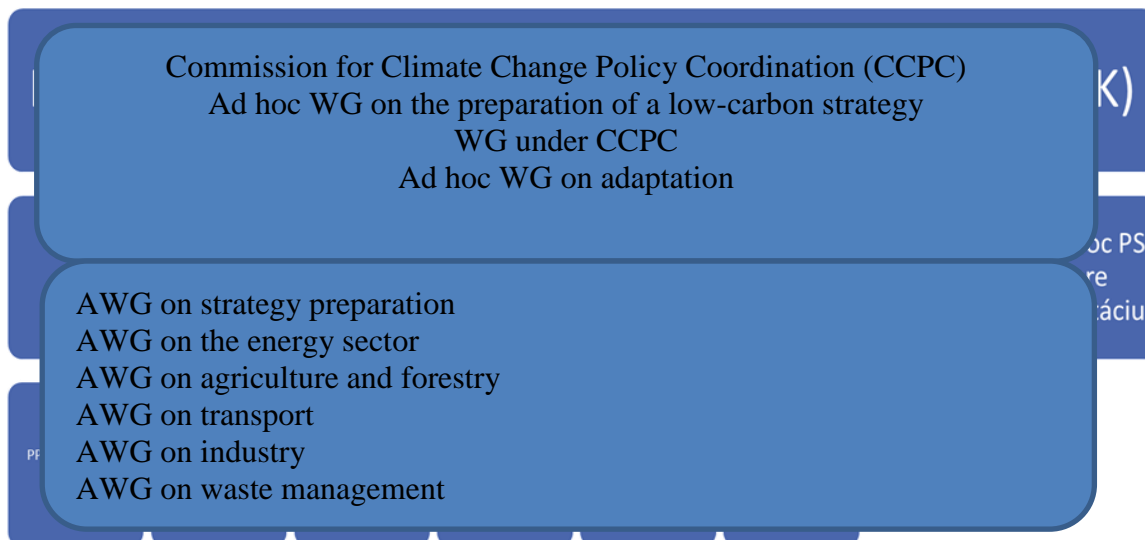 K)
Commission for Climate Change Policy Coordination (CCPC)
Ad hoc WG on the preparation of a low-carbon strategy
WG under CCPC
Ad hoc WG on adaptation
AWG on strategy preparation
AWG on the energy sector
AWG on agriculture and forestry
AWG on transport
AWG on industry
AWG on waste management